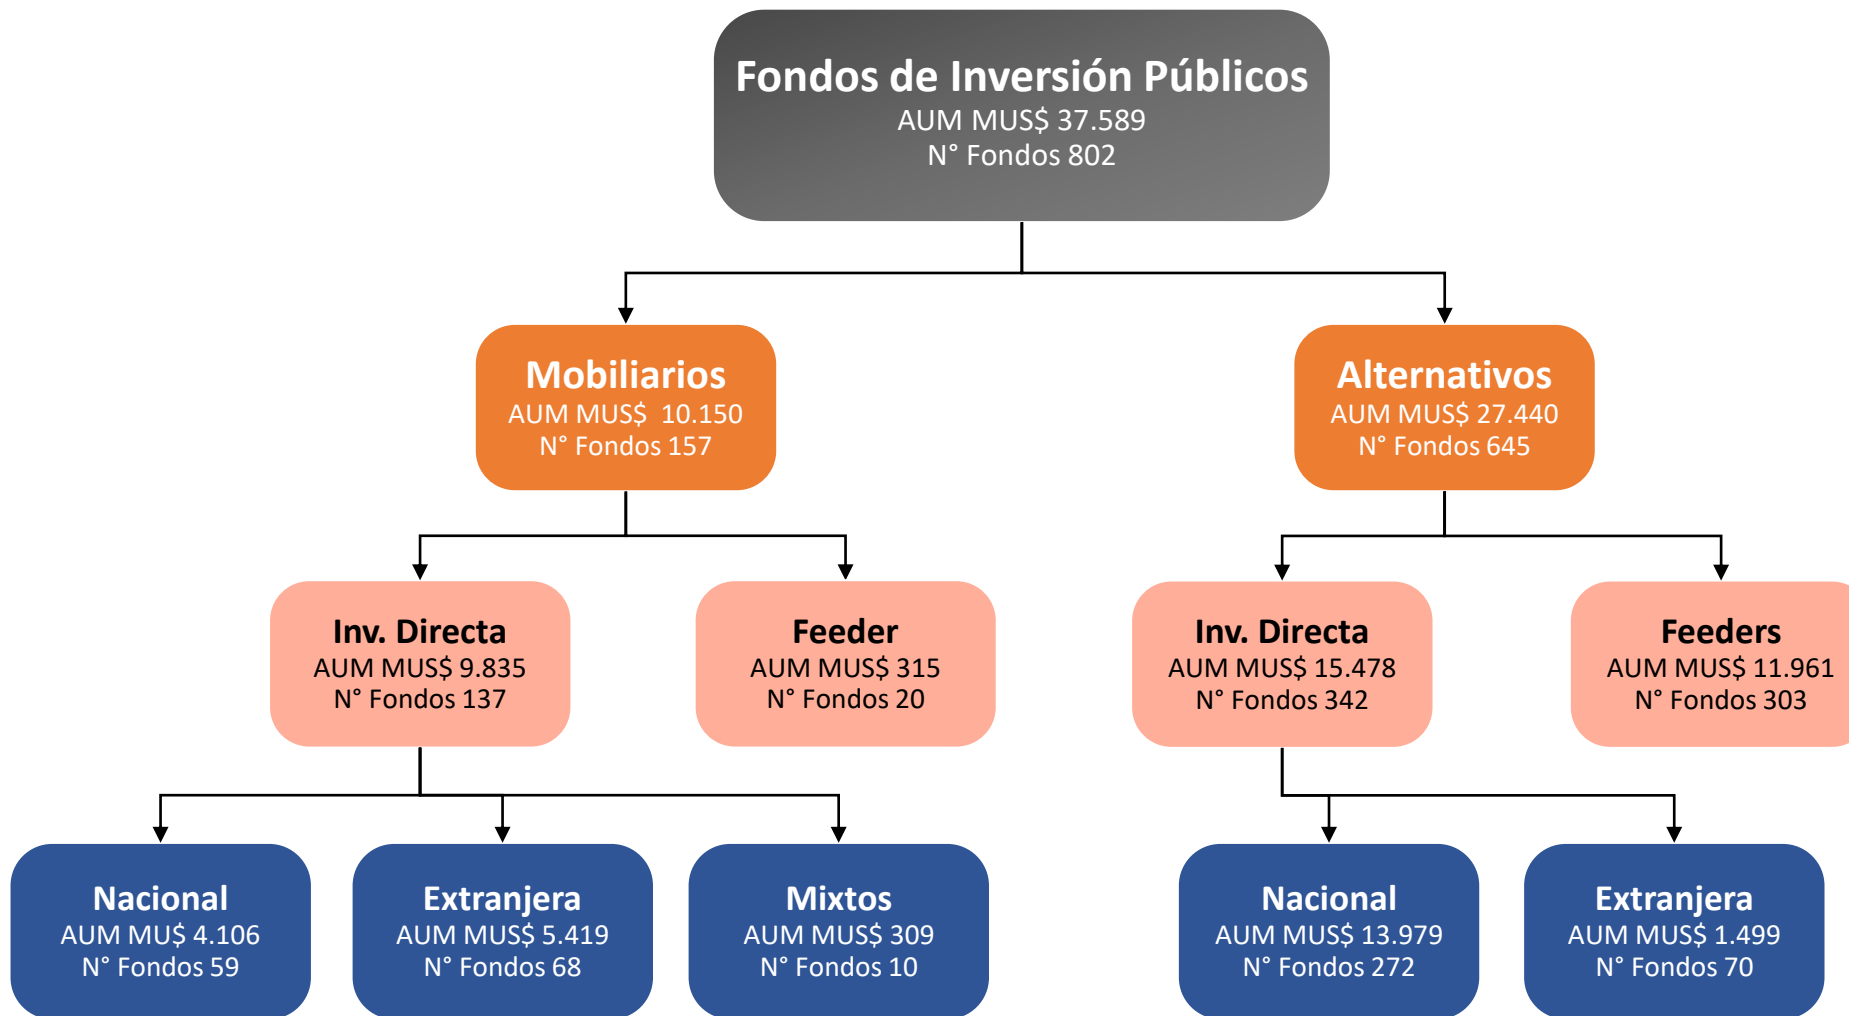 Fondos de Inversión Públicos
AUM MUS$ 37.589
N° Fondos 802
Mobiliarios
AUM MUS$  10.150
N° Fondos 157
Alternativos
AUM MUS$ 27.440
N° Fondos 645
Inv. Directa
AUM MUS$ 9.835
N° Fondos 137
Feeder
AUM MUS$ 315
N° Fondos 20
Inv. Directa
AUM MUS$ 15.478
N° Fondos 342
Feeders
AUM MUS$ 11.961
N° Fondos 303
Nacional
AUM MU$ 4.106
N° Fondos 59
Extranjera
AUM MUS$ 5.419
N° Fondos 68
Mixtos
AUM MUS$ 309
N° Fondos 10
Nacional
AUM MUS$ 13.979
N° Fondos 272
Extranjera
AUM MUS$ 1.499
N° Fondos 70